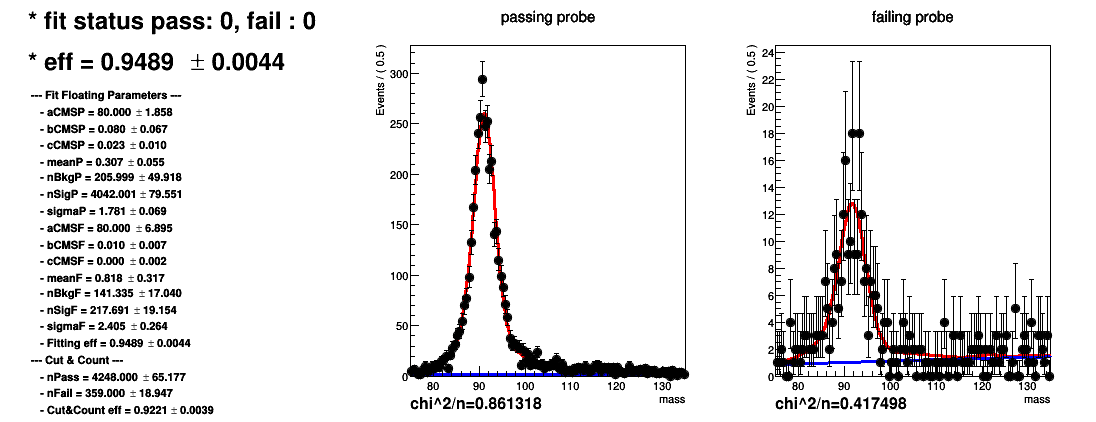 * fit status pass: 0, fail : 0
* eff = 0.9489 ± 0.0044
--- Fit Floating Parameters ---
- aCMSP = 80.000 ± 1.858
- bCMSP = 0.080 ± 0.067
- cCMSP = 0.023 ± 0.010
- meanP = 0.307 ± 0.055
- nBkgP = 205.999 ± 49.918
- nSigP = 4042.001 ± 79.551
- sigmaP = 1.781 ± 0.069
- aCMSF = 80.000 ± 6.895
- bCMSF = 0.010 ± 0.007
- cCMSF = 0.000 ± 0.002
- meanF = 0.818 ± 0.317
- nBkgF = 141.335 ± 17.040
- nSigF = 217.691 ± 19.154
- sigmaF = 2.405 ± 0.264
- Fitting eff = 0.9489 ± 0.0044
--- Cut & Count ---
- nPass = 4248.000 ± 65.177
- nFail = 359.000 ± 18.947
- Cut&Count eff = 0.9221 ± 0.0039
passing probe
Events / ( 0.5 )
300
250
200
150
100
50
0
80 90 100 110 120 130
mass
chi^2/n=0.861318
failing probe
Events / ( 0.5 )
24
22
20
18
16
14
12
10
8
6
4
2
0
80 90 100 110 120 130
mass
chi^2/n=0.417498